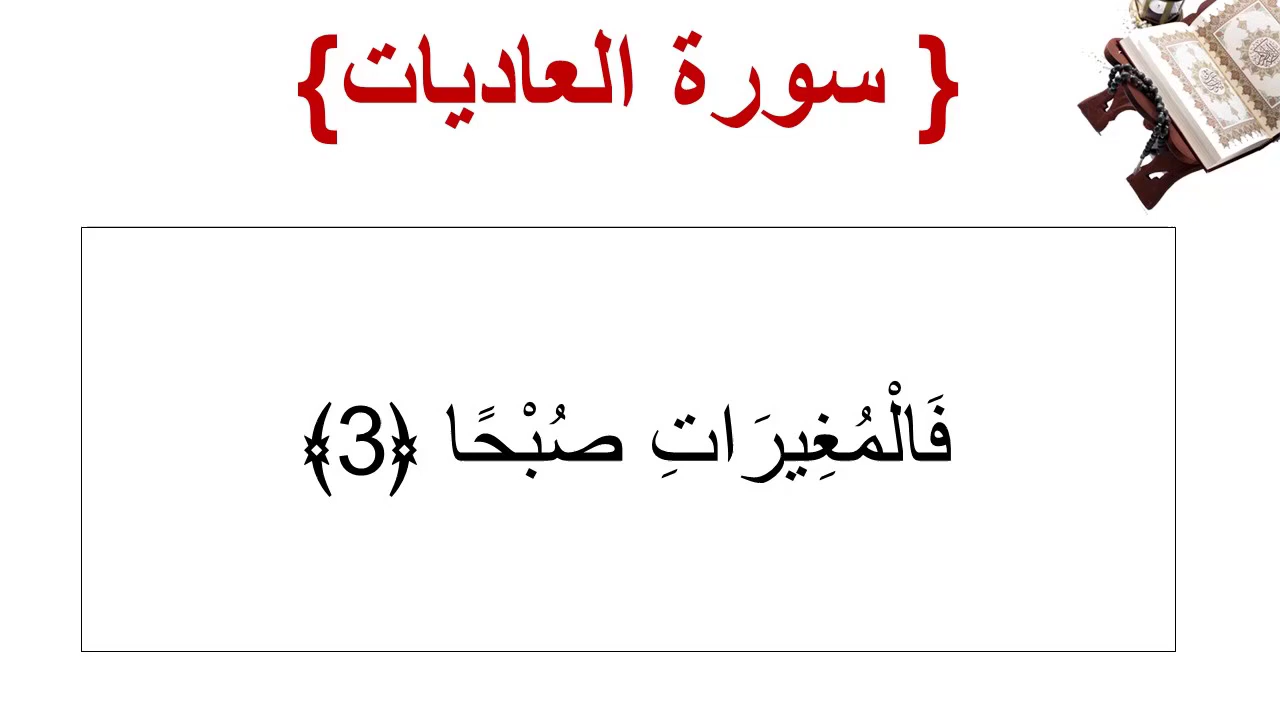 { سورة العاديات}
فَالْمُغِيرَاتِ صُبْحًا ﴿3﴾